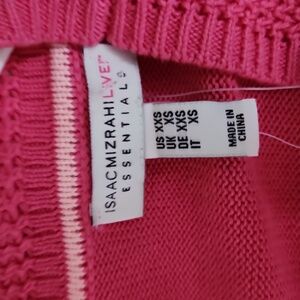 ISAACMIZRAHILIVE!
ESSENTIALS
US XXS
UK XS
DE XXS
IT XS
MADE IN
CHINA